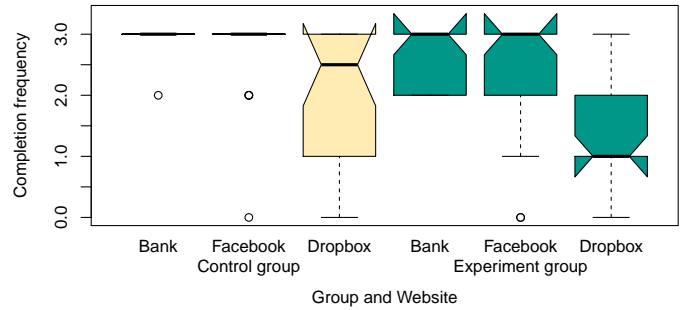 Completion frequency
3.0
2.0
1.0
0.0
Bank Facebook Dropbox Bank Facebook Dropbox
Control group Experiment group
Group and Website